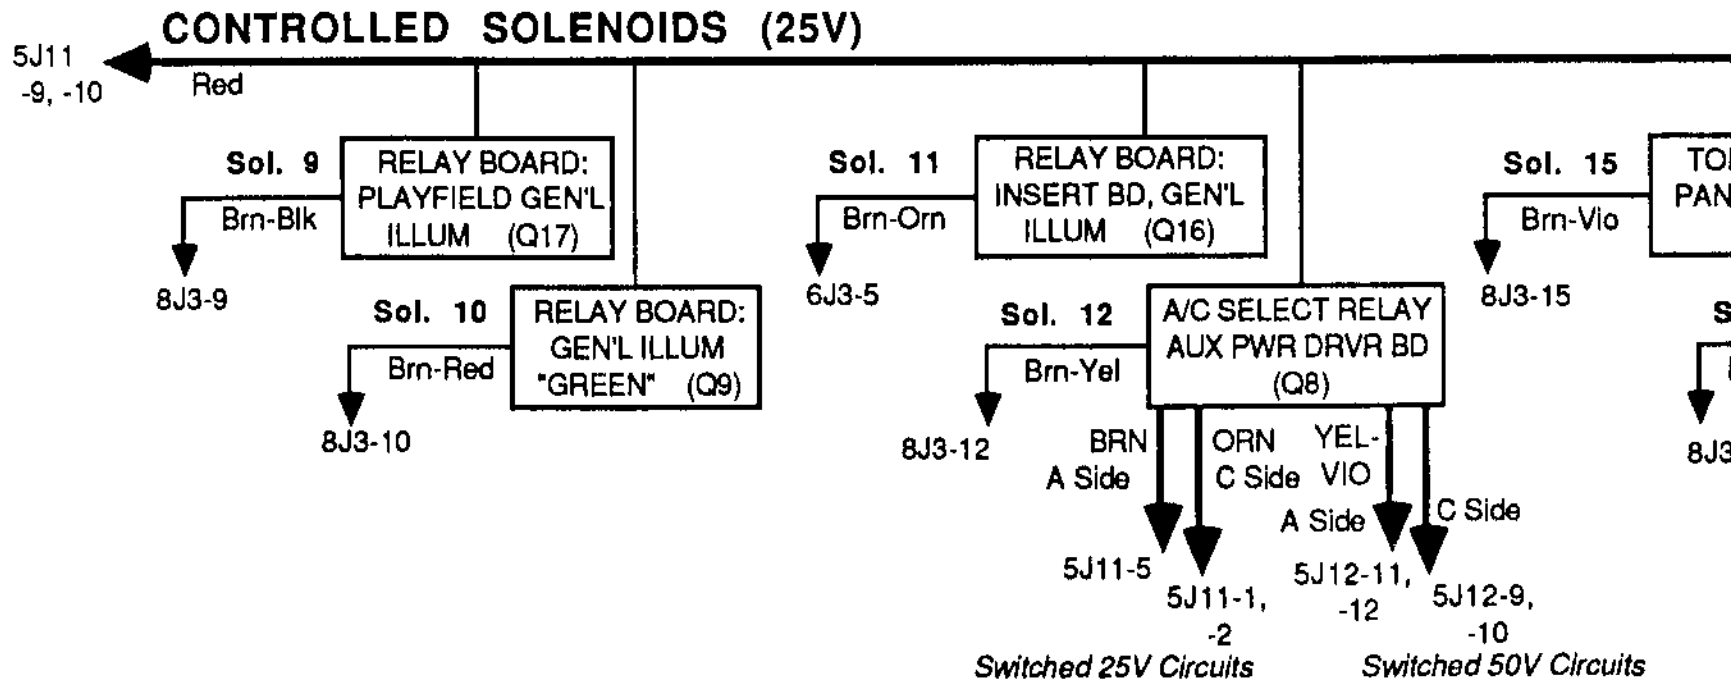 CONTROLLED SOLENOIDS (25V)
5J11
-9, -10
Red
Sol. 9
RELAY BOARD:
PLAYFIELD GEN'L
ILLUM (Q17)
Brn-Blk
8J3-9
Sol. 10
RELAY BOARD:
GEN'L ILLUM
"GREEN" (Q9)
Brn-Red
8J3-10
Sol. 11
RELAY BOARD:
INSERT BD, GEN'L
ILLUM (Q16)
Brn-Orn
6J3-5
Sol. 12
A/C SELECT RELAY
AUX PWR DRVR BD
(Q8)
Brn-Yel
8J3-12
BRN
A Side
5J11-5
ORN
C Side
5J11-1,
-2
YEL-
VIO
A Side
5J12-11,
-12
C Side
5J12-9,
-10
Switched 25V Circuits
Switched 50V Circuits
Sol. 15
PAN
Brn-Vio
8J3-15
8J3